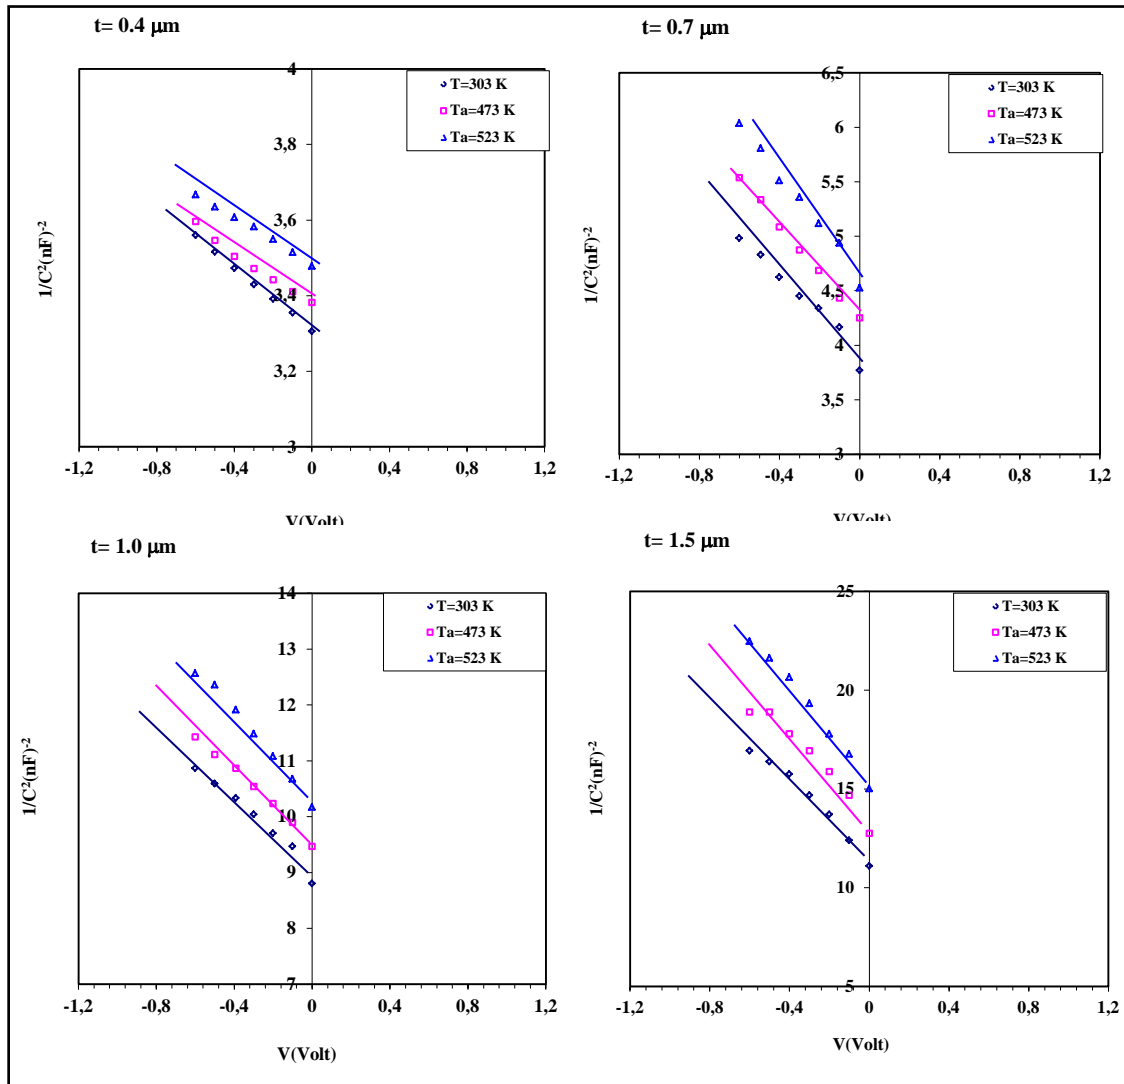 t= 0.4 μm
4
3,8
3,6
3,4
3,2
3
1/C²(nF)⁻²
-1,2 -0,8 -0,4 0 0,4 0,8 1,2
V(Volt)
T=303 K
Ta=473 K
Ta=523 K
t= 0.7 μm
6,5
6
5,5
5
4,5
4
3,5
3
1/C²(nF)⁻²
-1,2 -0,8 -0,4 0 0,4 0,8 1,2
V(Volt)
T=303 K
Ta=473 K
Ta=523 K
t= 1.0 μm
14
13
12
11
10
9
8
7
1/C²(nF)⁻²
-1,2 -0,8 -0,4 0 0,4 0,8 1,2
V(Volt)
T=303 K
Ta=473 K
Ta=523 K
t= 1.5 μm
25
20
15
10
5
1/C²(nF)⁻²
-1,2 -0,8 -0,4 0 0,4 0,8 1,2
V(Volt)
T=303 K
Ta=473 K
Ta=523 K